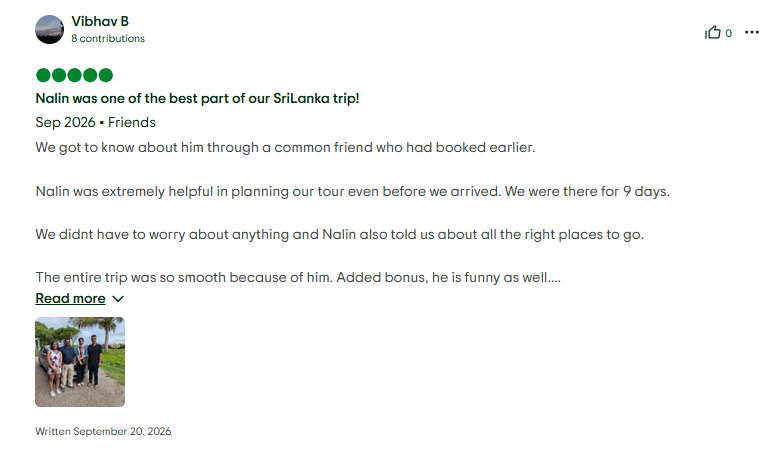 Vibhav B
8 contributions
0
Nalin was one of the best part of our SriLanka trip!
Sep 2026 • Friends
We got to know about him through a common friend who had booked earlier.
Nalin was extremely helpful in planning our tour even before we arrived. We were there for 9 days.
We didnt have to worry about anything and Nalin also told us about all the right places to go.
The entire trip was so smooth because of him. Added bonus, he is funny as well....
Read more
Written September 20, 2026